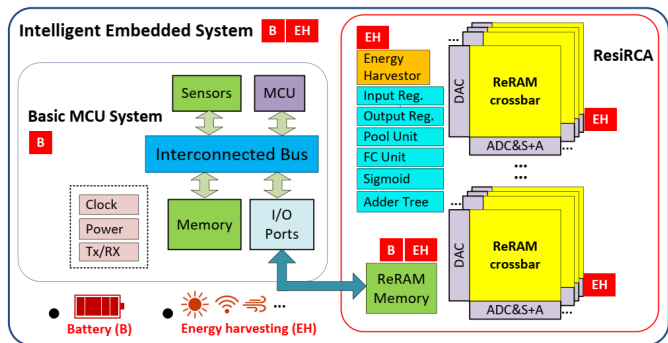 Intelligent Embedded System B EH
Basic MCU System
B
Sensors
MCU
Interconnected Bus
Memory
I/O
Ports
Clock
Power
Tx/RX
Battery (B)
Energy harvesting (EH)
...
ResiRCA
EH
Energy
Harvestor
Input Reg.
Output Reg.
Pool Unit
FC Unit
Sigmoid
Adder Tree
B EH
ReRAM
Memory
...
DAC
ReRAM
crossbar
EH
ADC&S+A
...
...
...
...
DAC
ReRAM
crossbar
EH
ADC&S+A
...